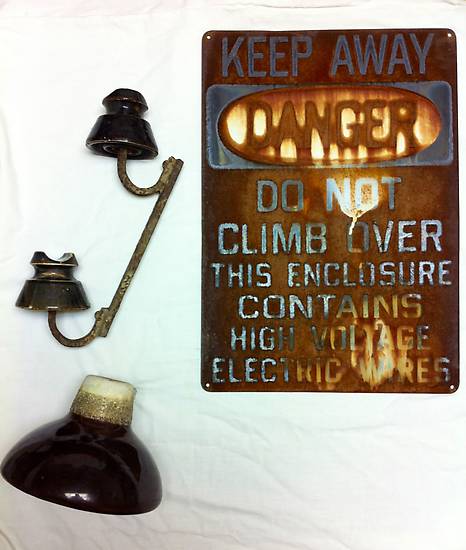 KEEP AWAY
DANGER
DO NOT
CLIMB OVER
THIS ENCLOSURE
CONTAINS
HIGH VOLTAGE
ELECTRIC WIRES